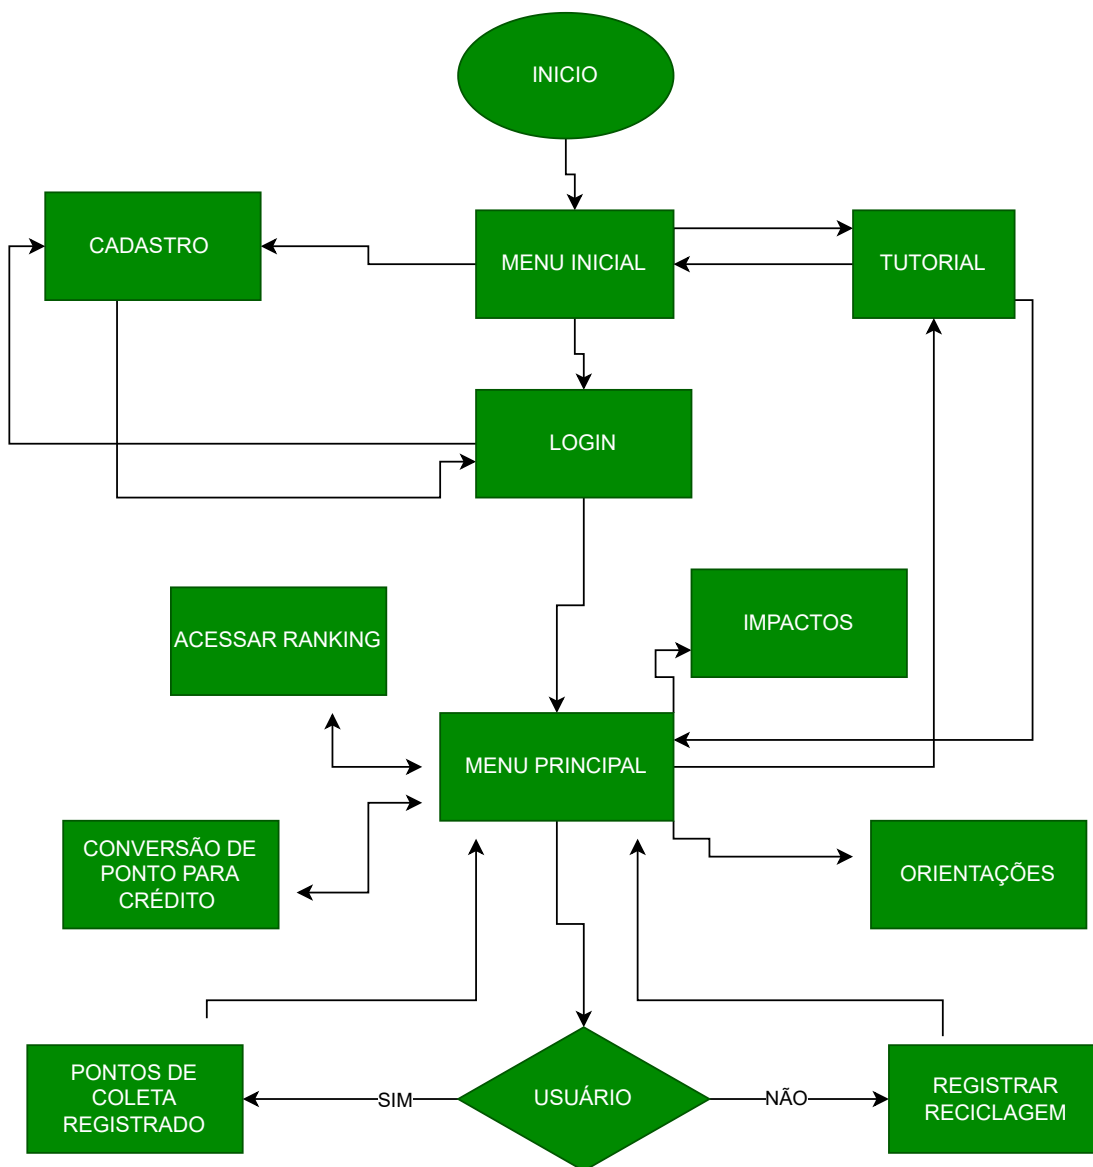 INICIO
CADASTRO
MENU INICIAL
TUTORIAL
LOGIN
ACESSAR RANKING
IMPACTOS
MENU PRINCIPAL
CONVERSÃO DE
PONTO PARA
CRÉDITO
ORIENTAÇÕES
PONTOS DE
COLETA
REGISTRADO
SIM
USUÁRIO
NÃO
REGISTRAR
RECICLAGEM